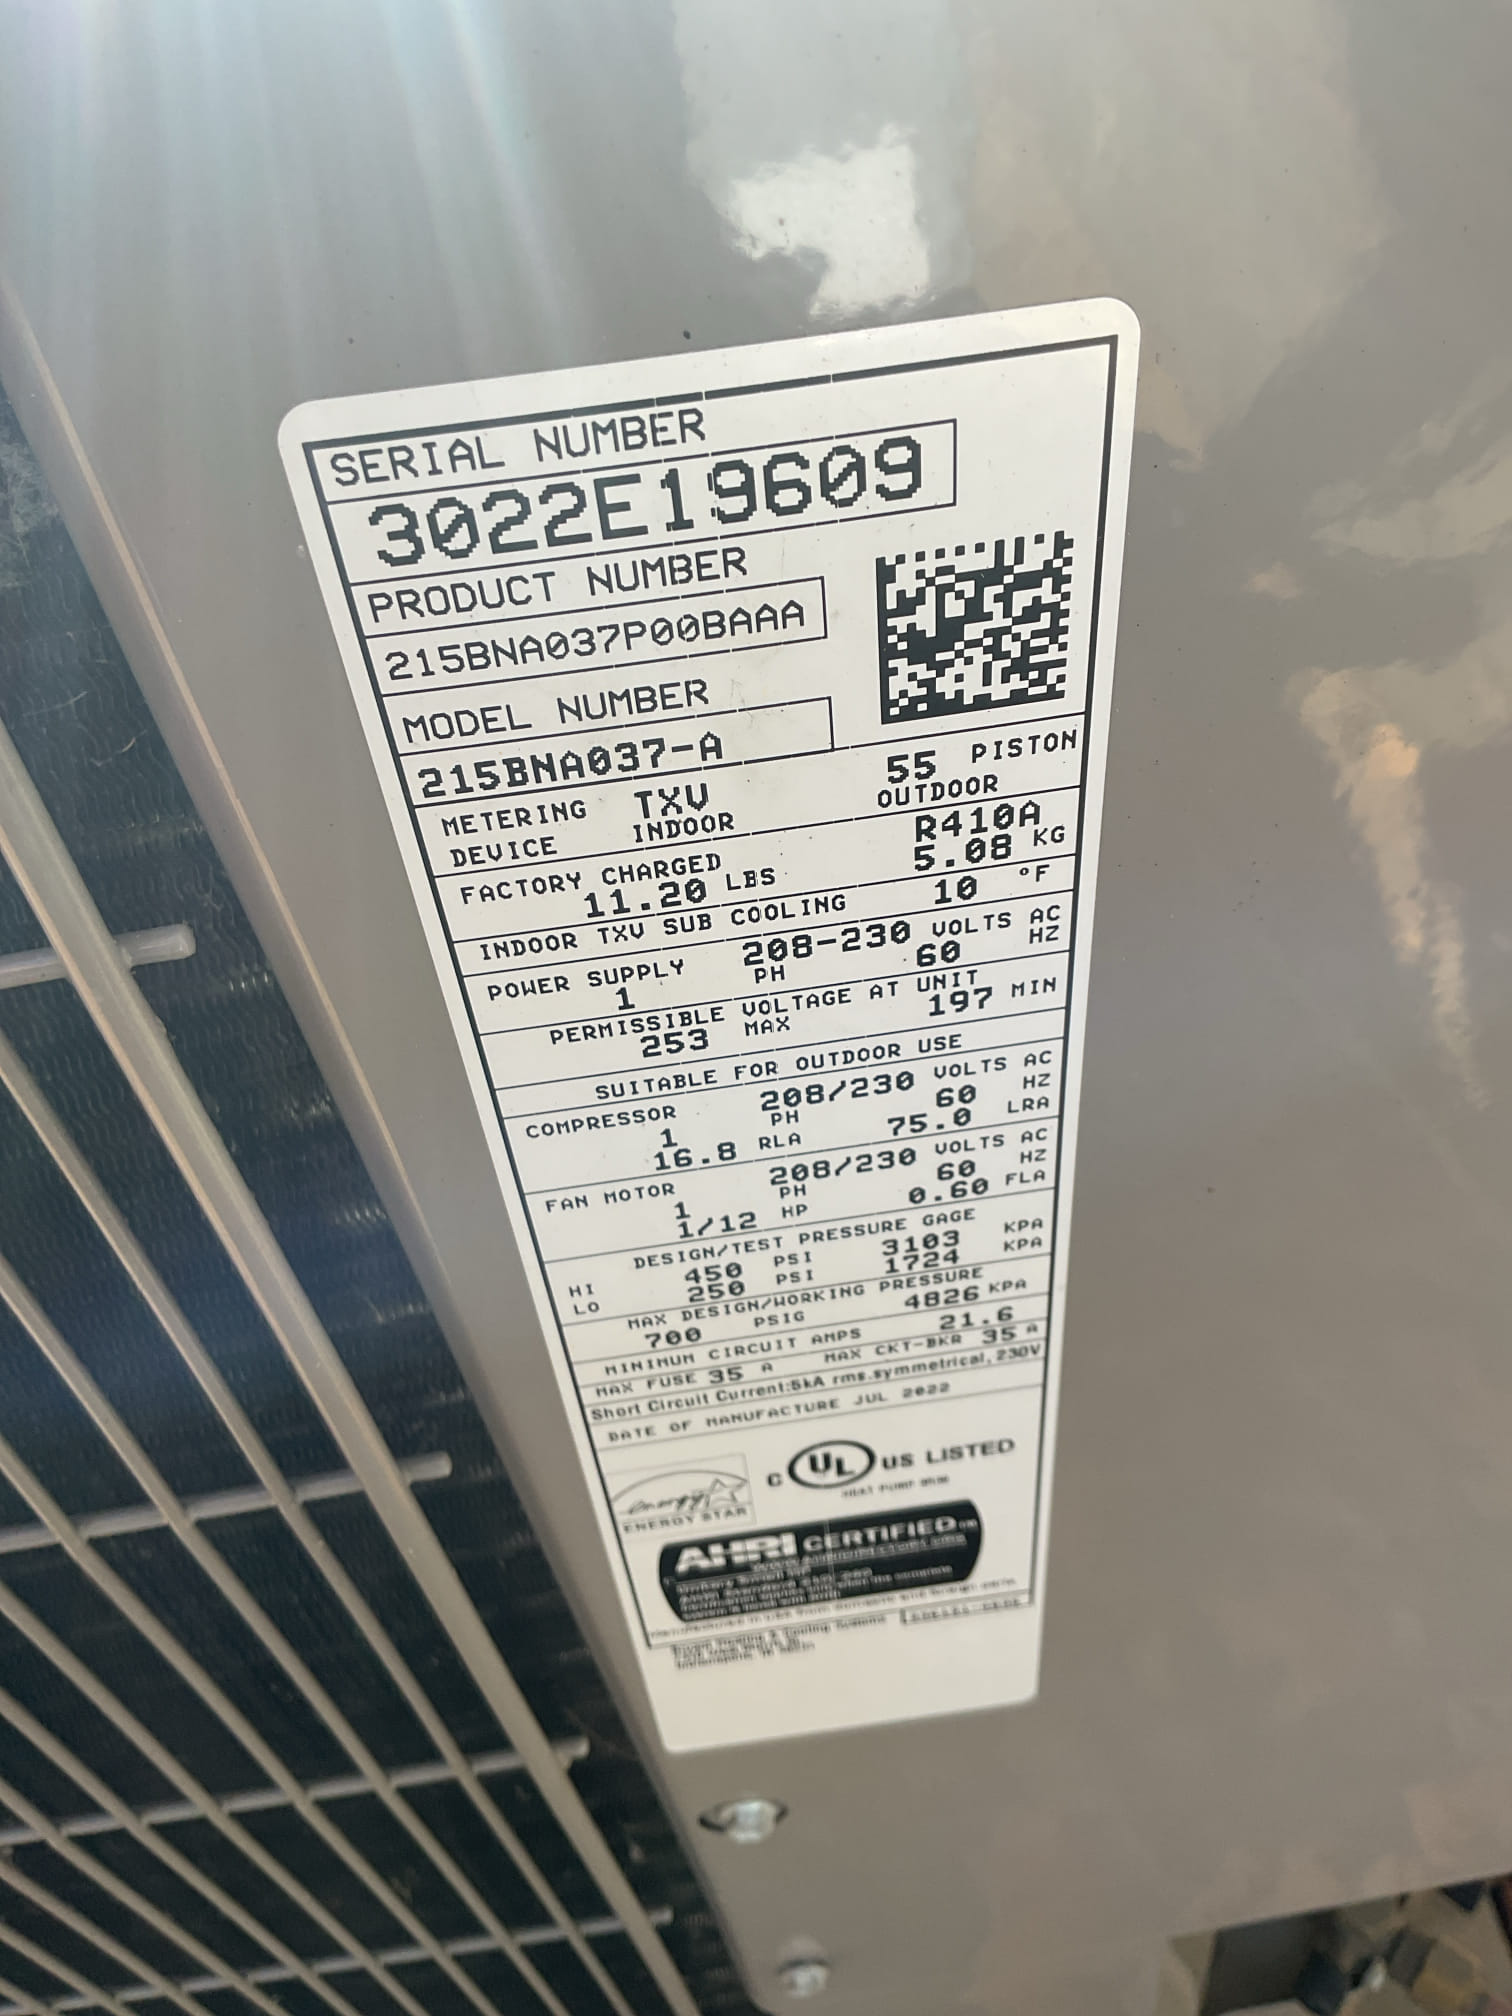 SERIAL NUMBER
3022E19609
PRODUCT NUMBER
215BNA037P00BAAA
MODEL NUMBER
215BNA037-A
METERING DEVICE TXV INDOOR 55 PISTON OUTDOOR
FACTORY CHARGED R410A
11.20 LBS 5.08 KG
INDOOR TXV SUB COOLING 10 °F
POWER SUPPLY 208-230 VOLTS AC
1 PH 60 HZ
PERMISSIBLE VOLTAGE AT UNIT
253 MAX 197 MIN
SUITABLE FOR OUTDOOR USE
COMPRESSOR 208/230 VOLTS AC
1 PH 60 HZ
16.8 RLA 75.0 LRA
FAN MOTOR 208/230 VOLTS AC
1 PH 60 HZ
1/12 HP 0.60 FLA
DESIGN/TEST PRESSURE GAGE
HI 450 PSI 3103 KPA
LO 250 PSI 1724 KPA
MAX DESIGN/WORKING PRESSURE
700 PSIG 4826 KPA
MINIMUM CIRCUIT AMPS 21.6
MAX FUSE 35 A MAX CKT-BKR 35 A
Short Circuit Current:5kA rms.symmetrical, 230V
DATE OF MANUFACTURE JUL 2022
energy
ENERGY STAR
C UL US LISTED
HEAT PUMP
AHRI CERTIFIED